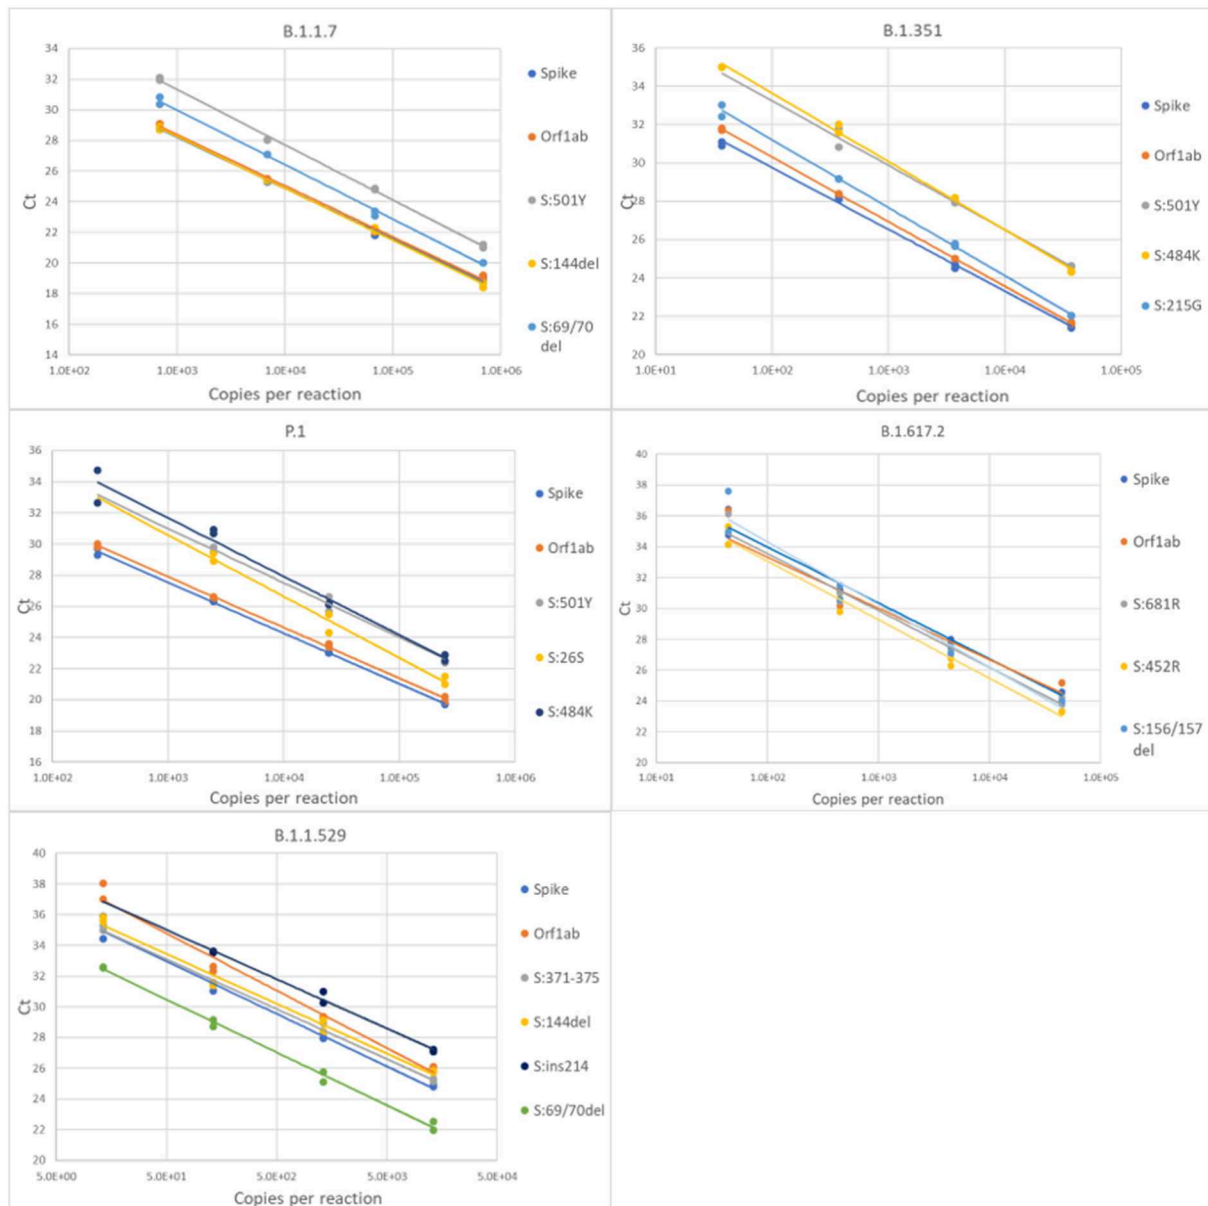 B.1.1.7
34
32
30
28
26
24
22
20
18
16
14
Ct
1.0E+02
1.0E+03
1.0E+04
1.0E+05
1.0E+06
Copies per reaction
Spike
Orf1ab
S:501Y
S:144del
S:69/70
del
B.1.351
36
34
32
30
28
26
24
22
20
Ct
1.0E+01
1.0E+02
1.0E+03
1.0E+04
1.0E+05
Copies per reaction
Spike
Orf1ab
S:501Y
S:484K
S:215G
P.1
36
34
32
30
28
26
24
22
20
18
16
Ct
1.0E+02
1.0E+03
1.0E+04
1.0E+05
1.0E+06
Copies per reaction
Spike
Orf1ab
S:501Y
S:26S
S:484K
B.1.617.2
40
38
36
34
32
30
28
26
24
22
20
1.0E+01
1.0E+02
1.0E+03
1.0E+04
1.0E+05
Copies per reaction
Spike
Orf1ab
S:681R
S:452R
S:156/157
del
B.1.1.529
40
38
36
34
32
30
28
26
24
22
20
Ct
5.0E+00
5.0E+01
5.0E+02
5.0E+03
5.0E+04
Copies per reaction
Spike
Orf1ab
S:371-375
S:144del
S:ins214
S:69/70del